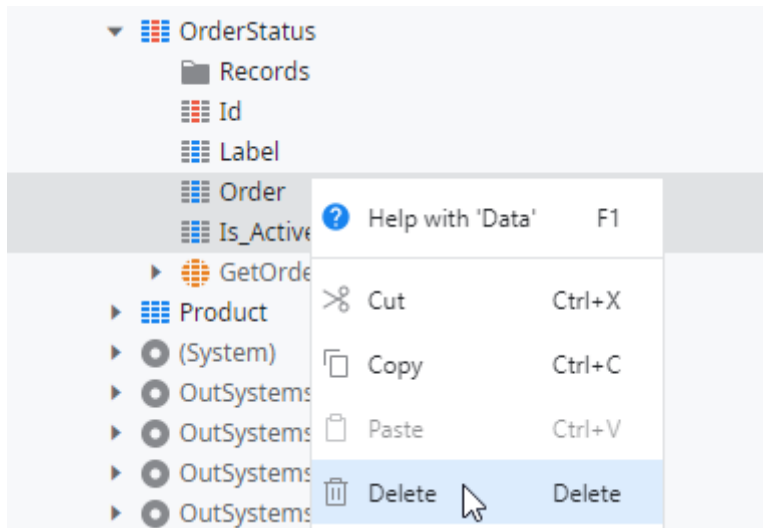 OrderStatus
Records
Id
Label
Order
Is_Active
GetOrde
Product
(System)
OutSystems
OutSystems
OutSystems
OutSystems
Help with 'Data' F1
Cut Ctrl+X
Copy Ctrl+C
Paste Ctrl+V
Delete Delete